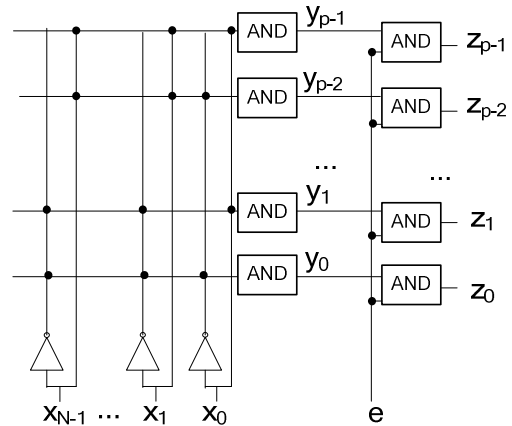 AND y_{p-1} AND z_{p-1}
AND y_{p-2} AND z_{p-2}
... ...
AND y_1 AND z_1
AND y_0 AND z_0
x_{N-1} ... x_1 x_0 e